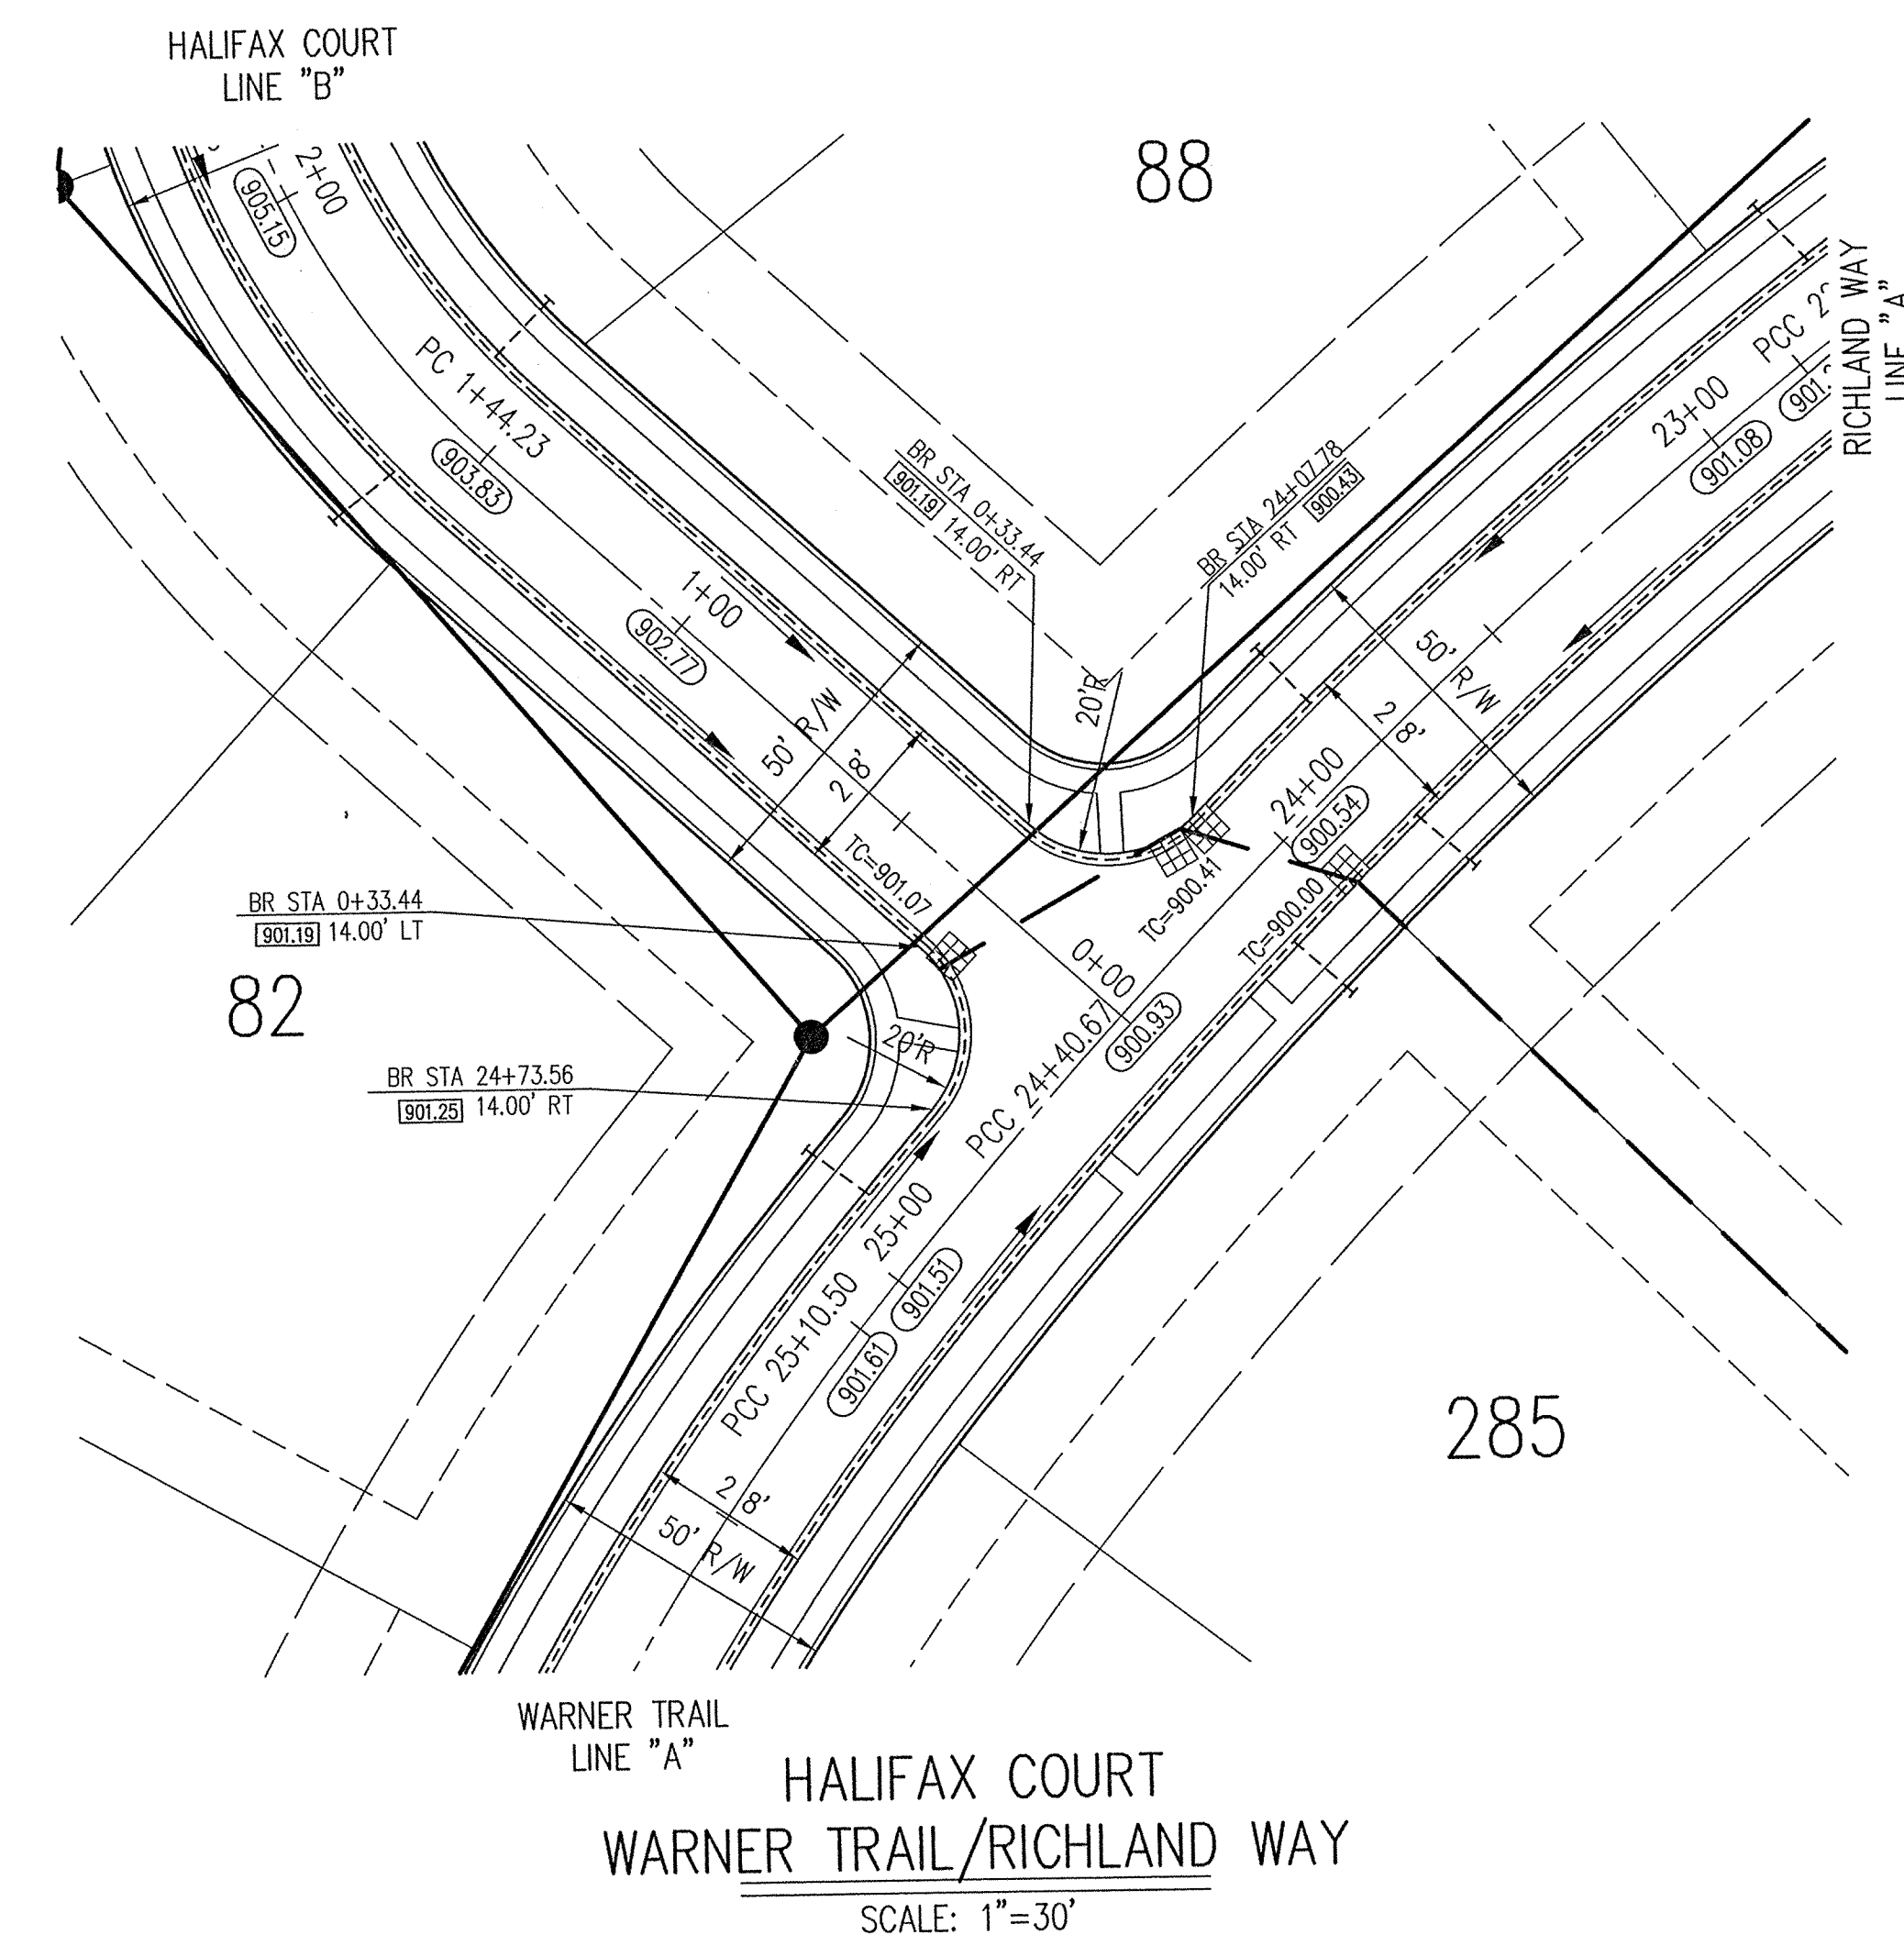 HALIFAX COURT
LINE "B"
2+00
905.15
88
RICHLAND WAY
LINE "A"
PCC
23+00
901.08
PC 1+44.23
903.83
BR STA 0+33.44
901.19 14.00' RT
BR STA 24+07.78
14.00' RT 900.43
1+00
902.77
50' R/W
28'
20'R
50' R/W
28'
24+00
900.54
TC=901.07
TC=900.41
TC=900.00
BR STA 0+33.44
901.19 14.00' LT
82
0+00
PCC 24+40.67
900.93
20'R
BR STA 24+73.56
901.25 14.00' RT
25+00
901.51
PCC 25+10.50
901.61
285
28'
50' R/W
WARNER TRAIL
LINE "A"
HALIFAX COURT
WARNER TRAIL/RICHLAND WAY
SCALE: 1"=30'